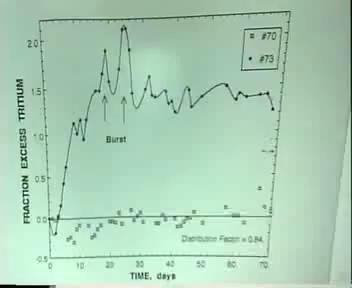 #70
#73
2.0
1.5
1.0
0.5
0.0
-0.5
FRACTION EXCESS TRITIUM
Burst
Distribution Factor = 0.84.
0 10 20 30 40 50 60 70
TIME, days